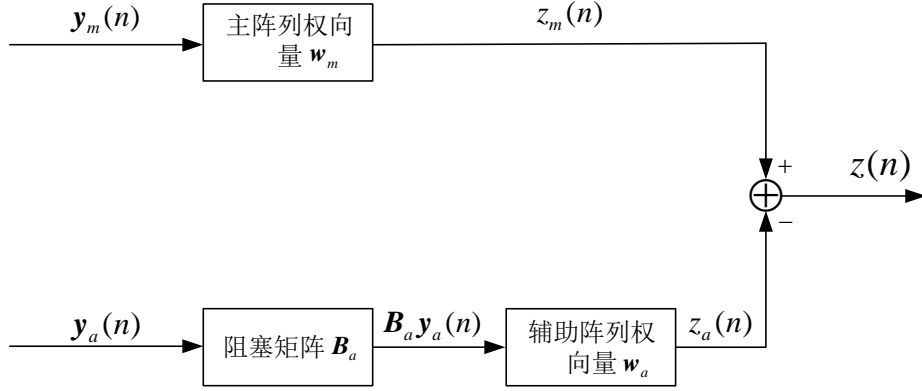 y_m(n)
主阵列权向
量 w_m
z_m(n)
+
z(n)
−
y_a(n)
阻塞矩阵 B_a
B_a y_a(n)
辅助阵列权
向量 w_a
z_a(n)